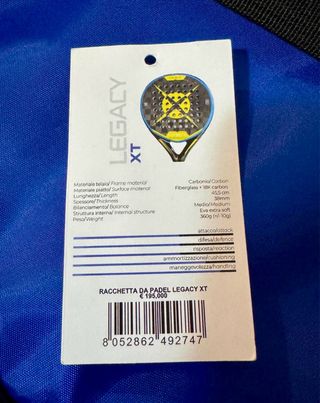 LEGACY
XT
Materiale telaio/ Frame material Carbonio/ Carbon
Materiale piatto/ Surface material Fiberglass + 18K carbon
Lunghezza/ Length 45,5 cm
Spessore/ Thickness 38mm
Bilanciamento/ Balance Medio/Medium
Struttura interna/ Internal structure Eva extra soft
Peso/Weight 360g (+/- 10g)
attacco/attack
difesa/defence
risposta/reaction
ammortizzazione/cushioning
maneggevolezza/handling
RACCHETTA DA PADEL LEGACY XT
€ 195,000
8 052862 492747